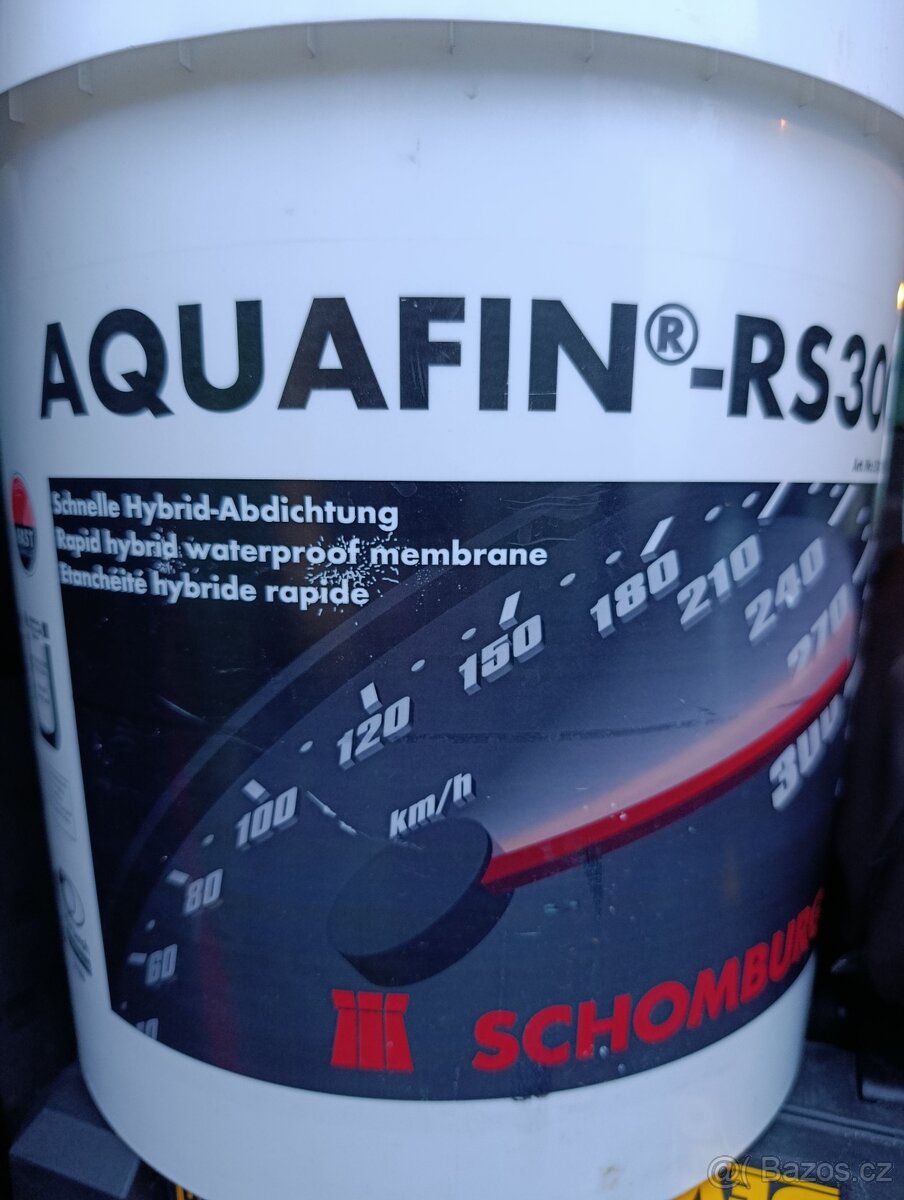 AQUAFIN®-RS300
Schnelle Hybrid-Abdichtung
Rapid hybrid waterproof membrane
Etanchéité hybride rapide
60
80
100
120
150
180
210
240
270
300
km/h
SCHOMBURG
Bazos.cz